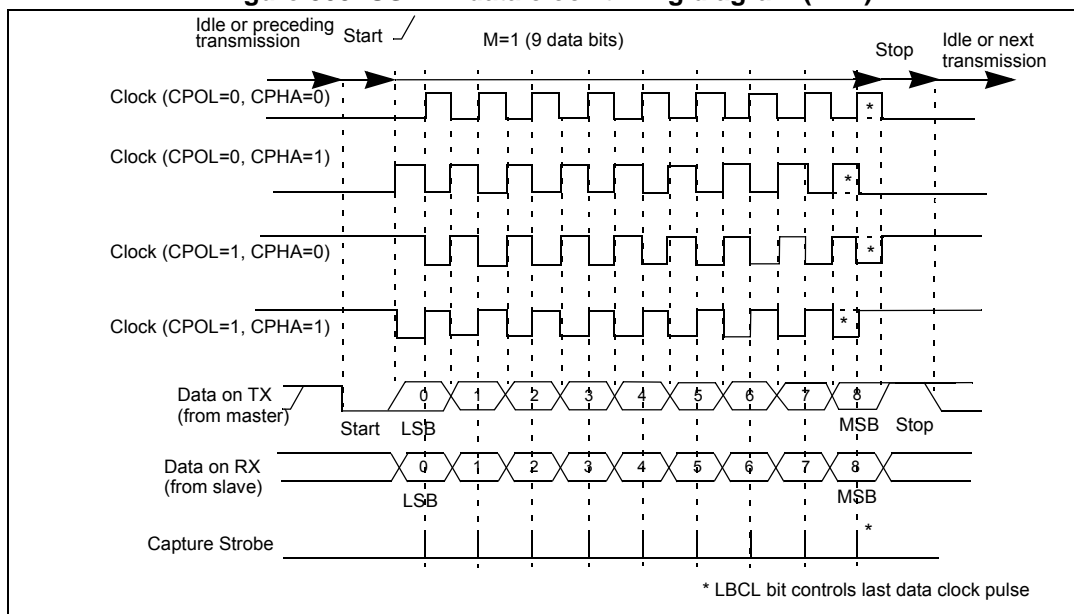 Idle or preceding
transmission
Start
M=1 (9 data bits)
Stop
Idle or next
transmission
Clock (CPOL=0, CPHA=0)
*
Clock (CPOL=0, CPHA=1)
*
Clock (CPOL=1, CPHA=0)
*
Clock (CPOL=1, CPHA=1)
*
Data on TX
(from master)
0 1 2 3 4 5 6 7 8
Start LSB MSB Stop
Data on RX
(from slave)
0 1 2 3 4 5 6 7 8
LSB MSB
Capture Strobe
*
* LBCL bit controls last data clock pulse